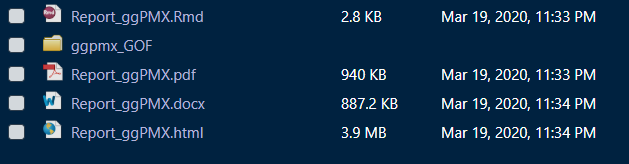 Report_ggPMX.Rmd 2.8 KB Mar 19, 2020, 11:33 PM
ggpmx_GOF
Report_ggPMX.pdf 940 KB Mar 19, 2020, 11:33 PM
Report_ggPMX.docx 887.2 KB Mar 19, 2020, 11:34 PM
Report_ggPMX.html 3.9 MB Mar 19, 2020, 11:34 PM